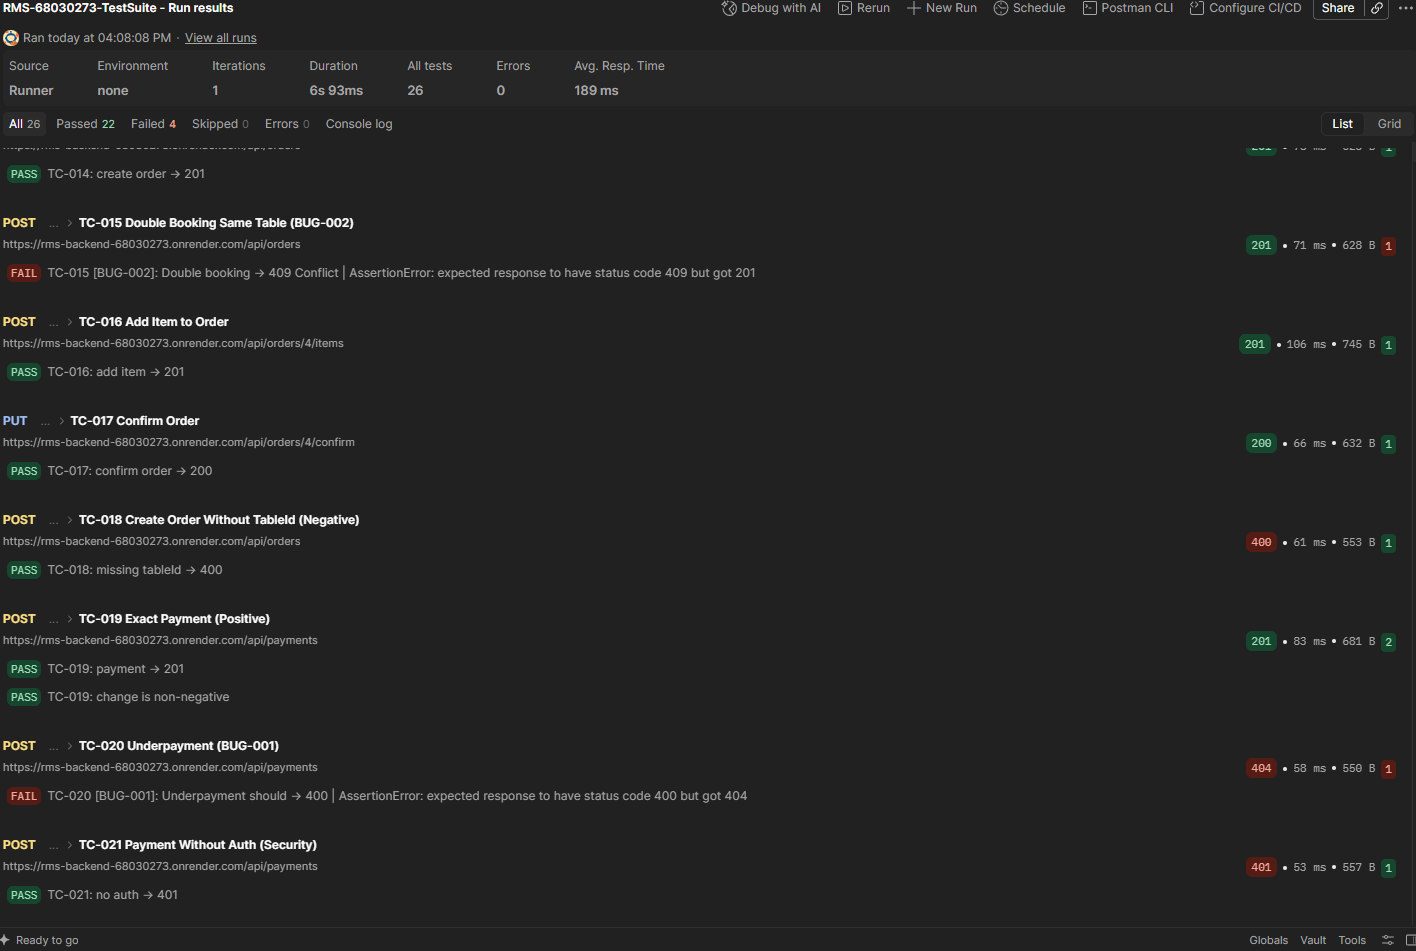 RMS-68030273-TestSuite - Run results
Debug with AI Rerun New Run Schedule Postman CLI Configure CI/CD Share
Ran today at 04:08:08 PM · View all runs
Source Environment Iterations Duration All tests Errors Avg. Resp. Time
Runner none 1 6s 93ms 26 0 189 ms
All 26 Passed 22 Failed 4 Skipped 0 Errors 0 Console log List Grid
https://rms-backend-68030273.onrender.com/api/orders 201 • ms • B 1
PASS TC-014: create order → 201
POST ... > TC-015 Double Booking Same Table (BUG-002)
https://rms-backend-68030273.onrender.com/api/orders 201 • 71 ms • 628 B 1
FAIL TC-015 [BUG-002]: Double booking → 409 Conflict | AssertionError: expected response to have status code 409 but got 201
POST ... > TC-016 Add Item to Order
https://rms-backend-68030273.onrender.com/api/orders/4/items 201 • 106 ms • 745 B 1
PASS TC-016: add item → 201
PUT ... > TC-017 Confirm Order
https://rms-backend-68030273.onrender.com/api/orders/4/confirm 200 • 66 ms • 632 B 1
PASS TC-017: confirm order → 200
POST ... > TC-018 Create Order Without TableId (Negative)
https://rms-backend-68030273.onrender.com/api/orders 400 • 61 ms • 553 B 1
PASS TC-018: missing tableId → 400
POST ... > TC-019 Exact Payment (Positive)
https://rms-backend-68030273.onrender.com/api/payments 201 • 83 ms • 681 B 2
PASS TC-019: payment → 201
PASS TC-019: change is non-negative
POST ... > TC-020 Underpayment (BUG-001)
https://rms-backend-68030273.onrender.com/api/payments 404 • 58 ms • 550 B 1
FAIL TC-020 [BUG-001]: Underpayment should → 400 | AssertionError: expected response to have status code 400 but got 404
POST ... > TC-021 Payment Without Auth (Security)
https://rms-backend-68030273.onrender.com/api/payments 401 • 53 ms • 557 B 1
PASS TC-021: no auth → 401
Ready to go Globals Vault Tools